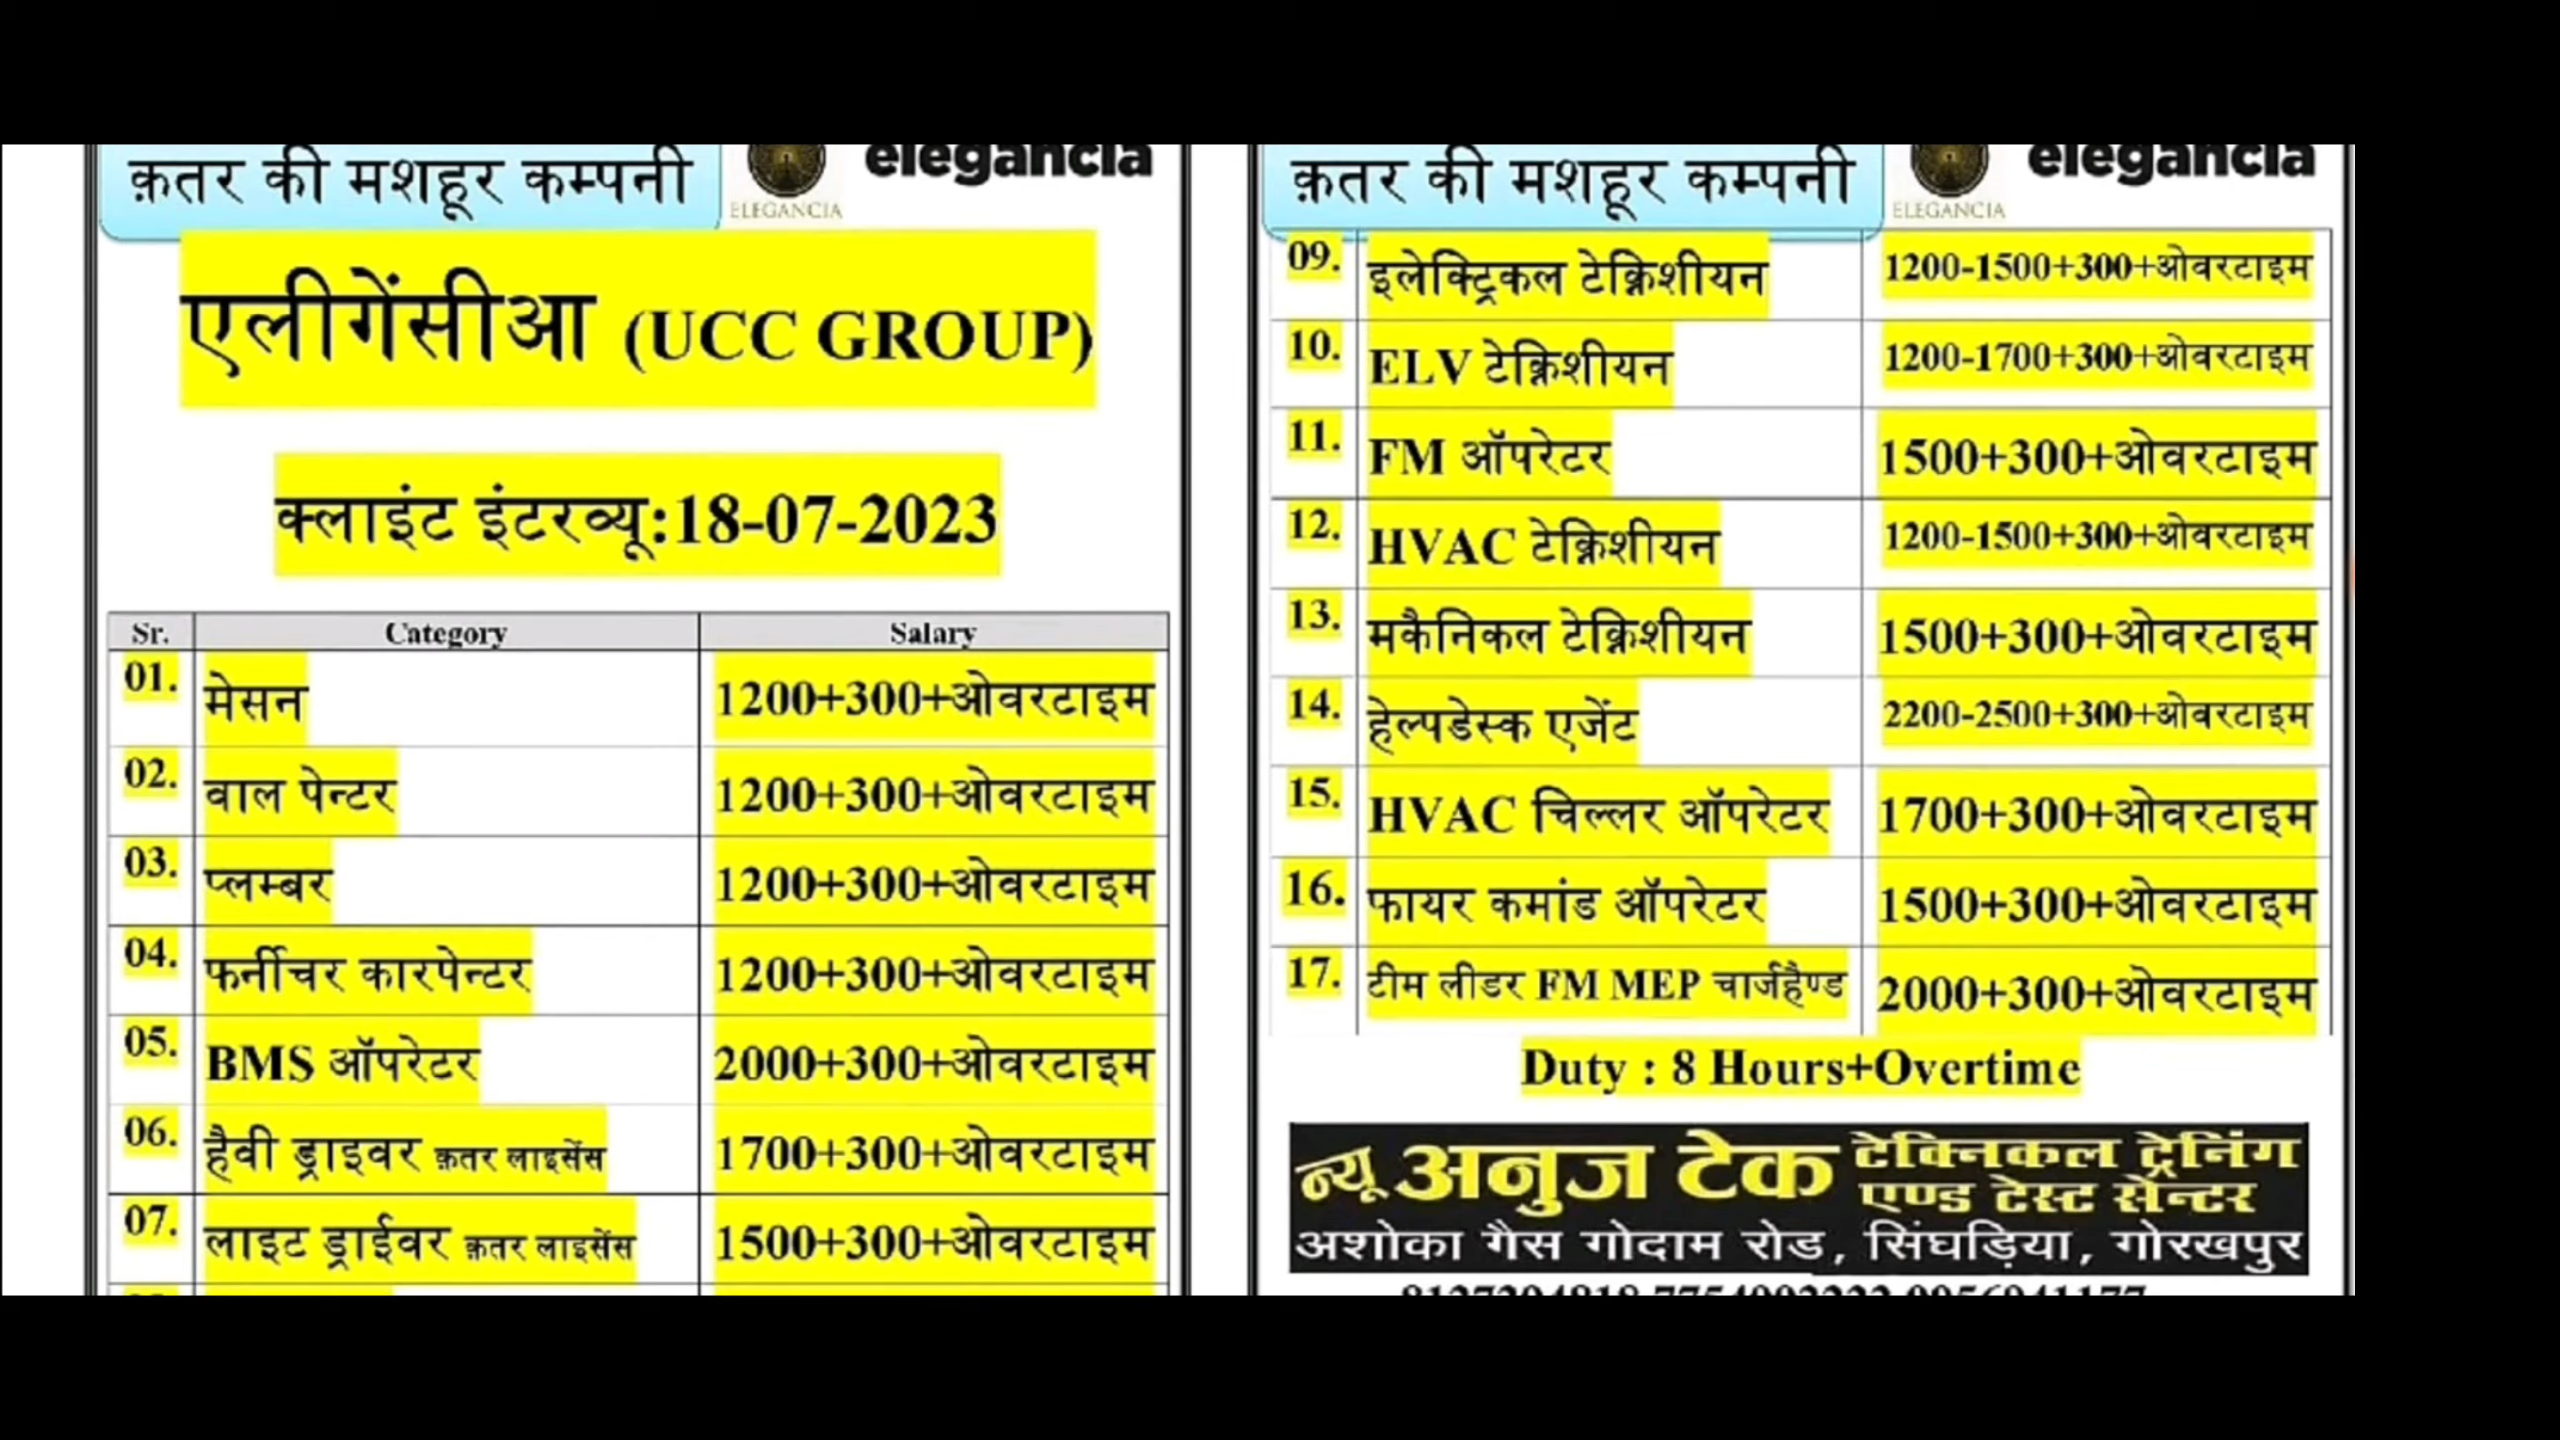 क़तर की मशहूर कम्पनी
ELEGANCIA
elegancia
एलीगेंसीआ (UCC GROUP)
क्लाइंट इंटरव्यू:18-07-2023
Sr. Category Salary
01. मेसन 1200+300+ओवरटाइम
02. वाल पेन्टर 1200+300+ओवरटाइम
03. प्लम्बर 1200+300+ओवरटाइम
04. फर्नीचर कारपेन्टर 1200+300+ओवरटाइम
05. BMS ऑपरेटर 2000+300+ओवरटाइम
06. हैवी ड्राइवर क़तर लाइसेंस 1700+300+ओवरटाइम
07. लाइट ड्राईवर क़तर लाइसेंस 1500+300+ओवरटाइम
क़तर की मशहूर कम्पनी
ELEGANCIA
elegancia
09. इलेक्ट्रिकल टेक्निशीयन 1200-1500+300+ओवरटाइम
10. ELV टेक्निशीयन 1200-1700+300+ओवरटाइम
11. FM ऑपरेटर 1500+300+ओवरटाइम
12. HVAC टेक्निशीयन 1200-1500+300+ओवरटाइम
13. मकैनिकल टेक्निशीयन 1500+300+ओवरटाइम
14. हेल्पडेस्क एजेंट 2200-2500+300+ओवरटाइम
15. HVAC चिल्लर ऑपरेटर 1700+300+ओवरटाइम
16. फायर कमांड ऑपरेटर 1500+300+ओवरटाइम
17. टीम लीडर FM MEP चार्जहैण्ड 2000+300+ओवरटाइम
Duty : 8 Hours+Overtime
न्यू अनुज टेक टेक्निकल ट्रेनिंग
एण्ड टेस्ट सेन्टर
अशोका गैस गोदाम रोड, सिंघड़िया, गोरखपुर